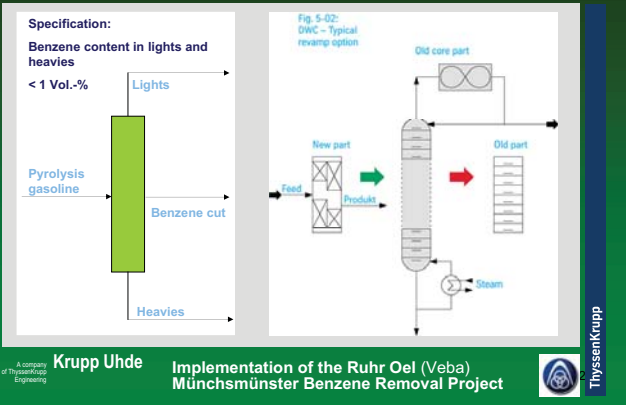 Specification:
Benzene content in lights and
heavies
< 1 Vol.-%
Lights
Pyrolysis
gasoline
Benzene cut
Heavies
Fig. 5-02:
DWC – Typical
revamp option
Old core part
New part
Old part
Feed
Produkt
Steam
A company
of ThyssenKrupp
Engineering
Krupp Uhde
Implementation of the Ruhr Oel (Veba)
Münchsmünster Benzene Removal Project
2
ThyssenKrupp